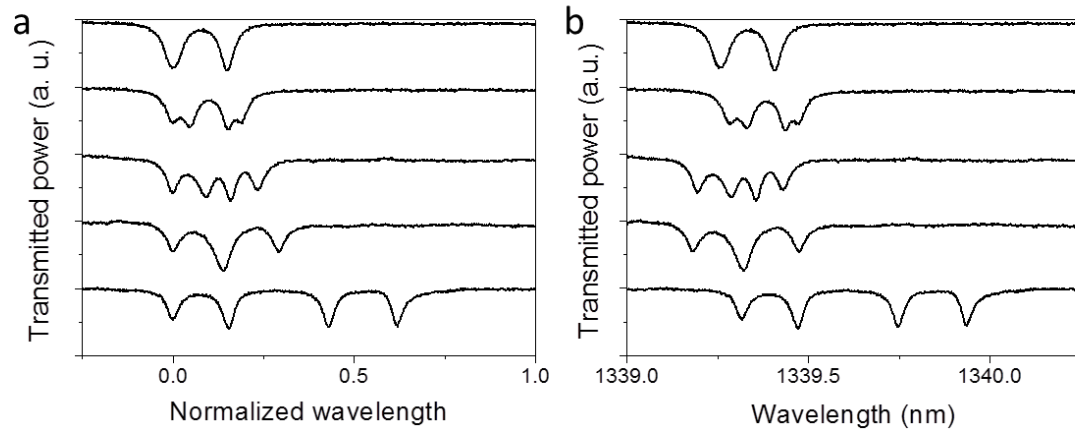 a
Transmitted power (a. u.)
0.0 0.5 1.0
Normalized wavelength
b
Transmitted power (a.u.)
1339.0 1339.5 1340.0
Wavelength (nm)